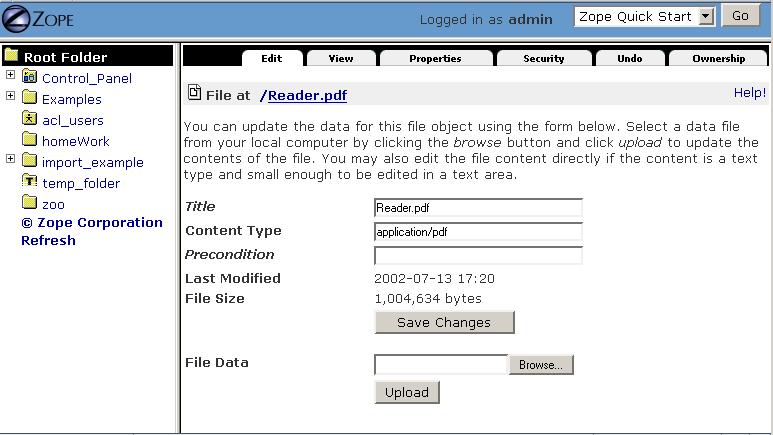 ZOPE
Logged in as admin
Zope Quick Start
Go
Root Folder
Control_Panel
Examples
acl_users
homeWork
import_example
temp_folder
zoo
© Zope Corporation
Refresh
Edit View Properties Security Undo Ownership
File at /Reader.pdf
Help!
You can update the data for this file object using the form below. Select a data file
from your local computer by clicking the browse button and click upload to update the
contents of the file. You may also edit the file content directly if the content is a text
type and small enough to be edited in a text area.
Title Reader.pdf
Content Type application/pdf
Precondition
Last Modified 2002-07-13 17:20
File Size 1,004,634 bytes
Save Changes
File Data Browse...
Upload